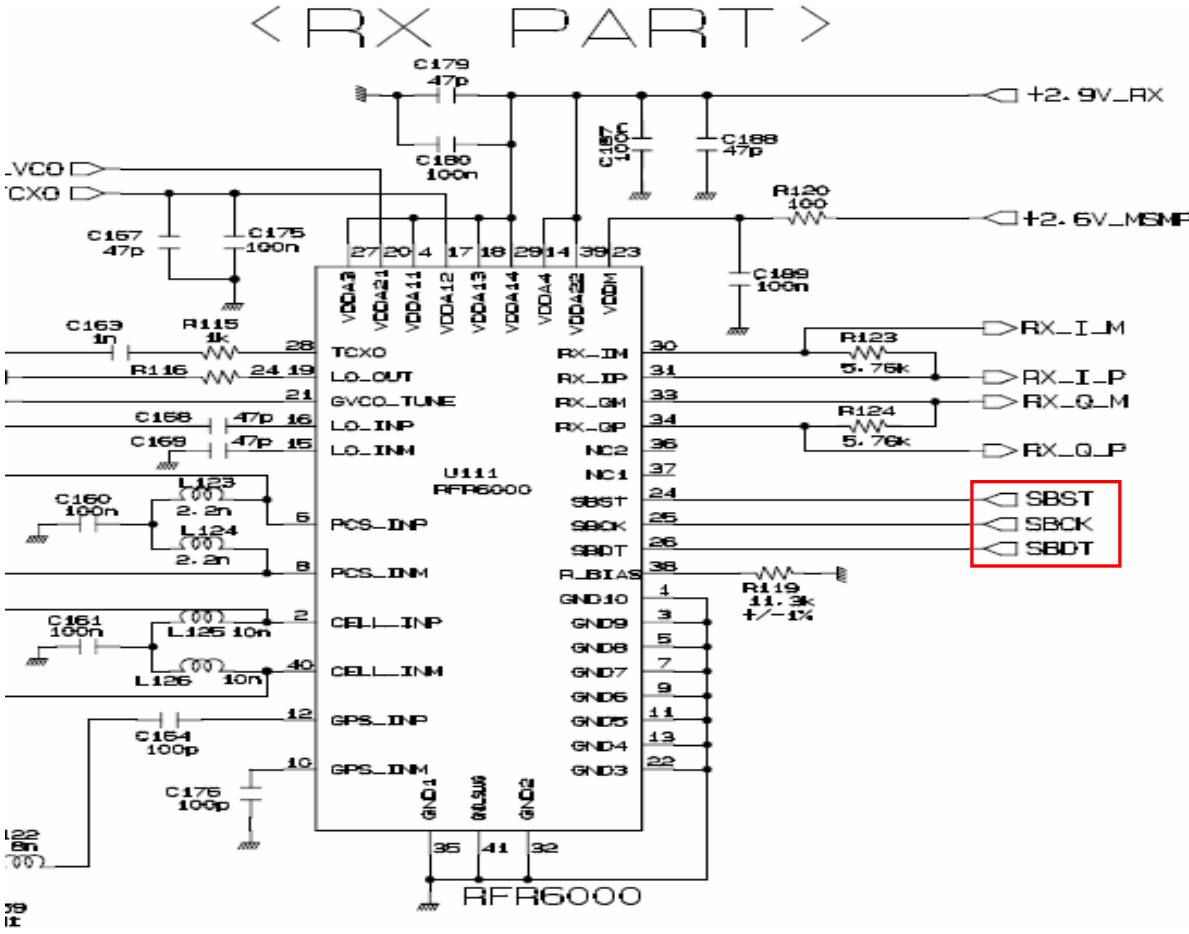 <RX PART>
C179
47p
+2.9V_RX
C180
100n
C187
100n
C188
47p
_VCO
TCXO
R120
100
+2.6V_MSMP
C167
47p
C175
100n
27 20 4 17 18 29 14 39 23
VDDA3 VDDA21 VDDA11 VDDA12 VDDA13 VDDA14 VDDA4 VDDA22 VDDM
C189
100n
C163
1n
R115
1k
28 TCXO
R116 24 19 LO_OUT
21 GVCO_TUNE
C168 47p 16 LO_INP
C169 47p 15 LO_INM
RX_IM 30
RX_IP 31
RX_QM 33
RX_QP 34
NC2 36
NC1 37
R123
5.76k
R124
5.76k
RX_I_M
RX_I_P
RX_Q_M
RX_Q_P
U111
RFR6000
SBST 24 SBST
SBCK 25 SBCK
SBDT 26 SBDT
R_BIAS 38
R119
11.3k
+/-1%
C160
100n
L123
2.2n
L124
2.2n
6 PCS_INP
8 PCS_INM
C161
100n
L125 10n
L126 10n
2 CELL_INP
40 CELL_INM
C164
100p
12 GPS_INP
10 GPS_INM
C176
100p
GND10 1
GND9 3
GND8 5
GND7 7
GND6 9
GND5 11
GND4 13
GND3 22
GND1 GND_SLUG GND2
35 41 32
RFR6000
122
8n